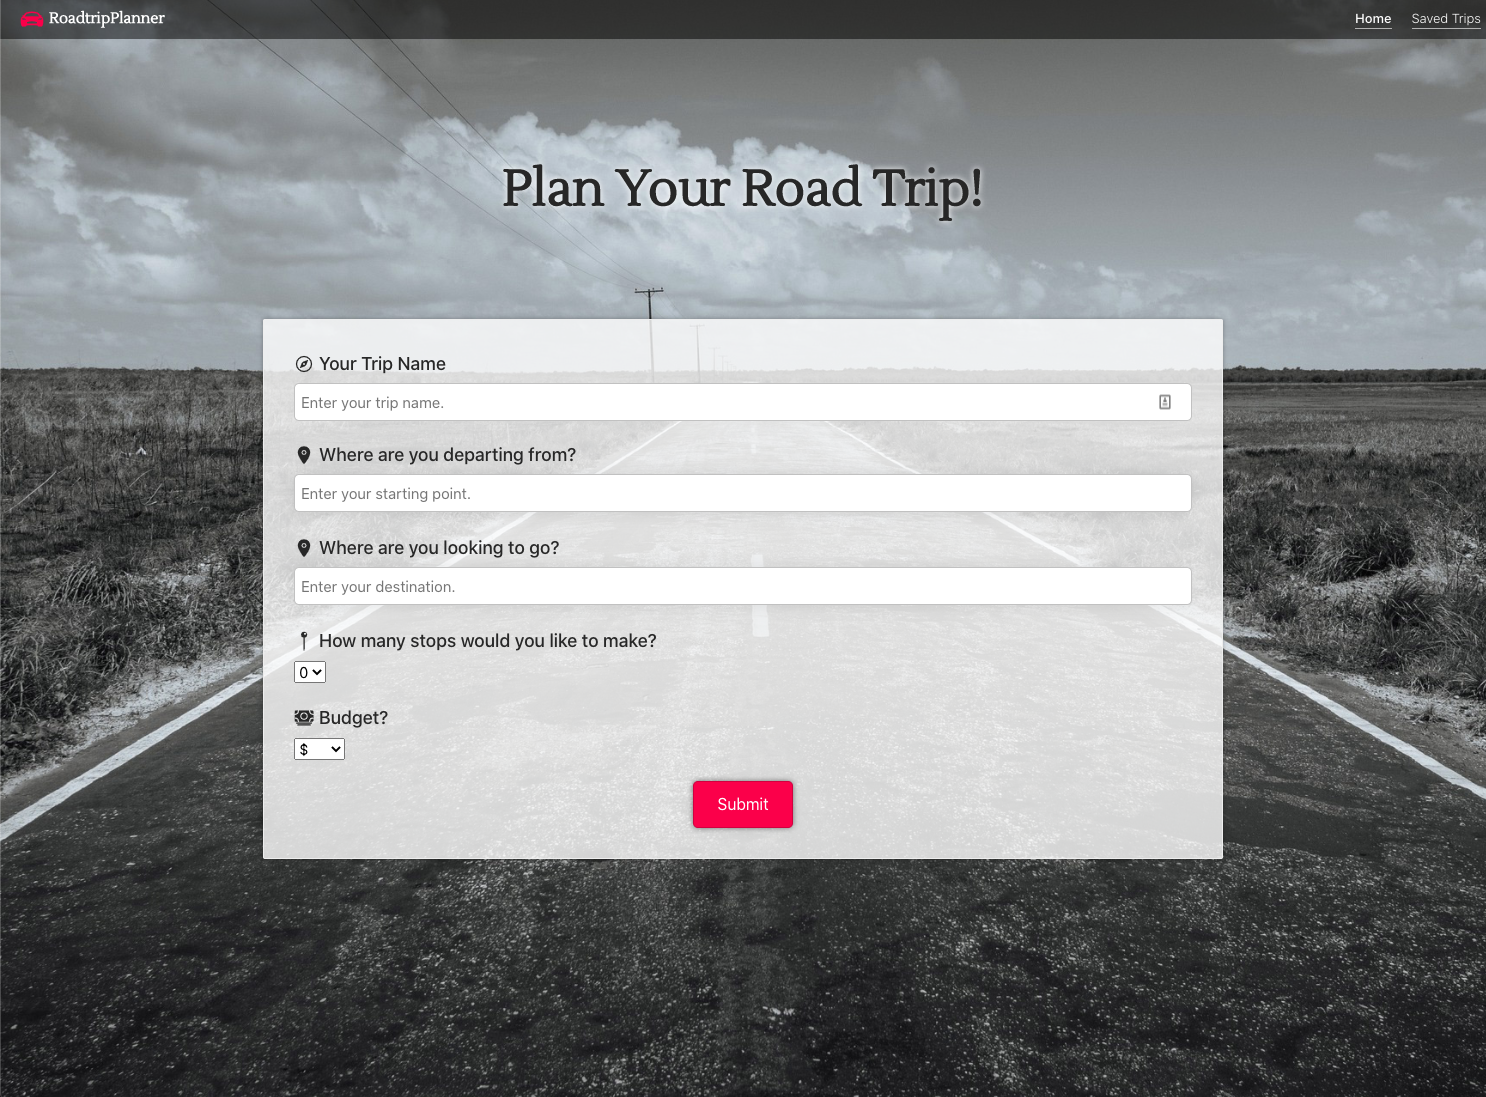 RoadtripPlanner
Home
Saved Trips
Plan Your Road Trip!
Your Trip Name
Enter your trip name.
Where are you departing from?
Enter your starting point.
Where are you looking to go?
Enter your destination.
How many stops would you like to make?
0
Budget?
$
Submit